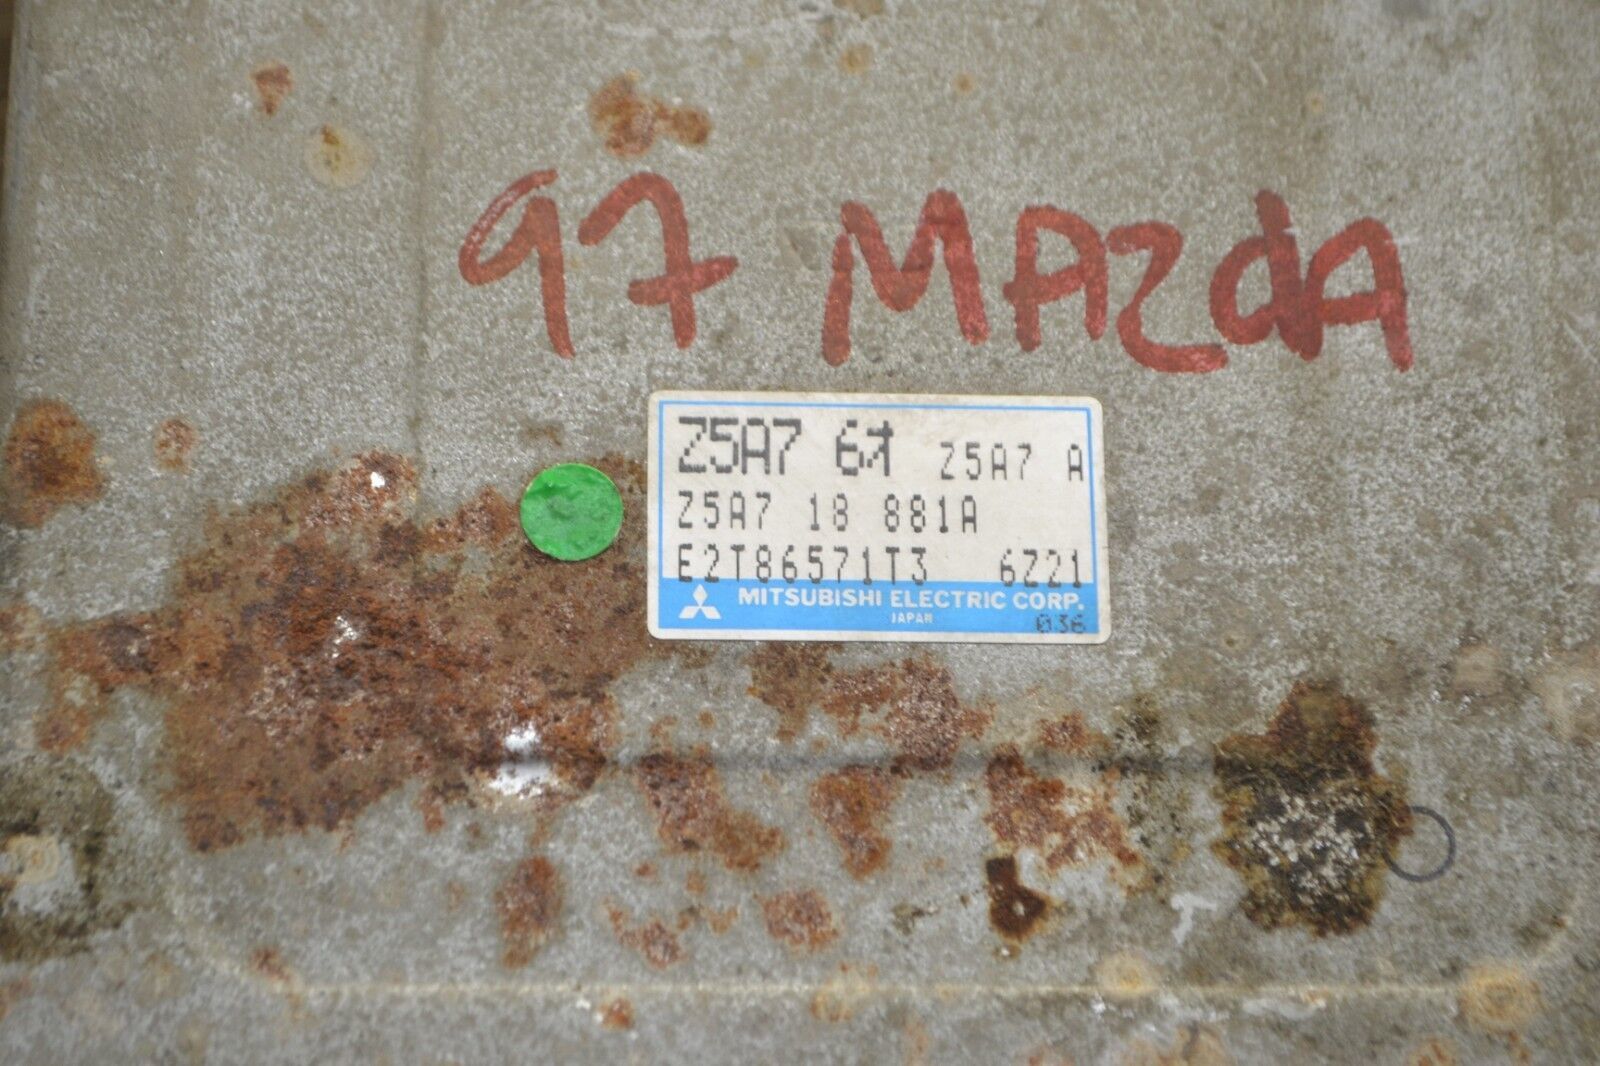 97 MAZdA
Z5A7 6オ Z5A7 A
Z5A7 18 881A
E2T86571T3 6Z21
MITSUBISHI ELECTRIC CORP.
JAPAN
036